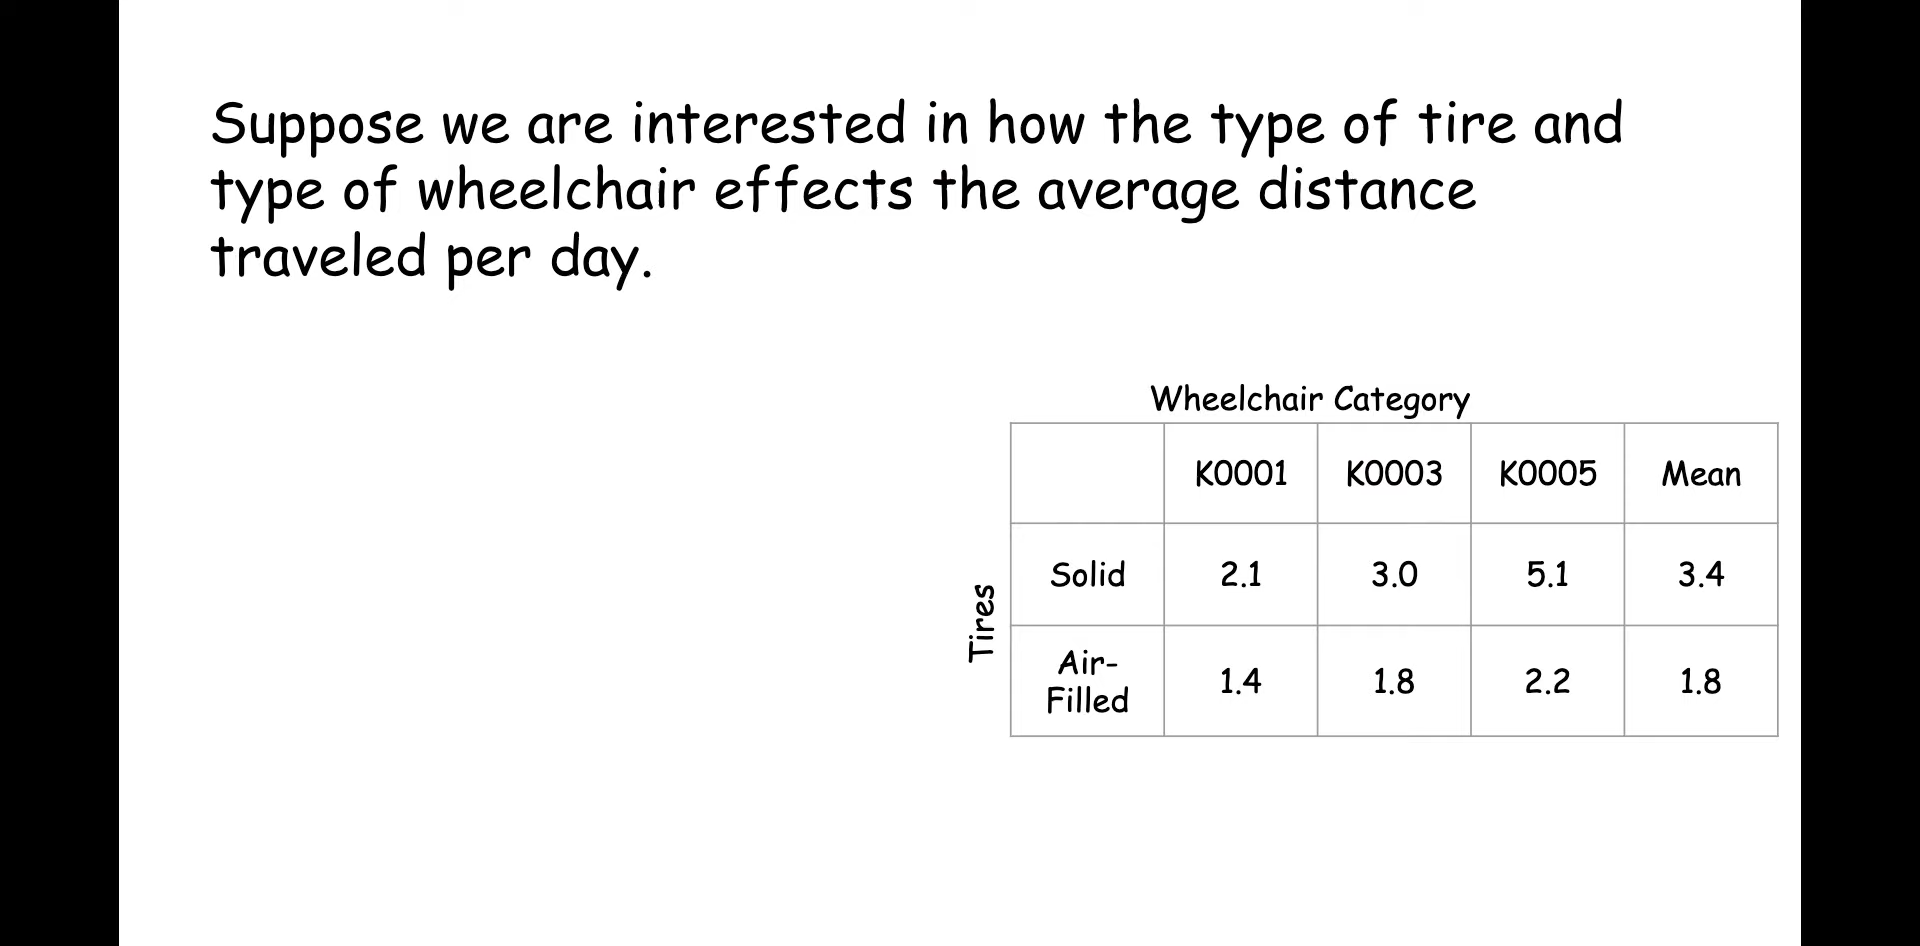 Suppose we are interested in how the type of tire and
type of wheelchair effects the average distance
traveled per day.
Wheelchair Category
K0001 K0003 K0005 Mean
Tires
Solid 2.1 3.0 5.1 3.4
Air-
Filled 1.4 1.8 2.2 1.8